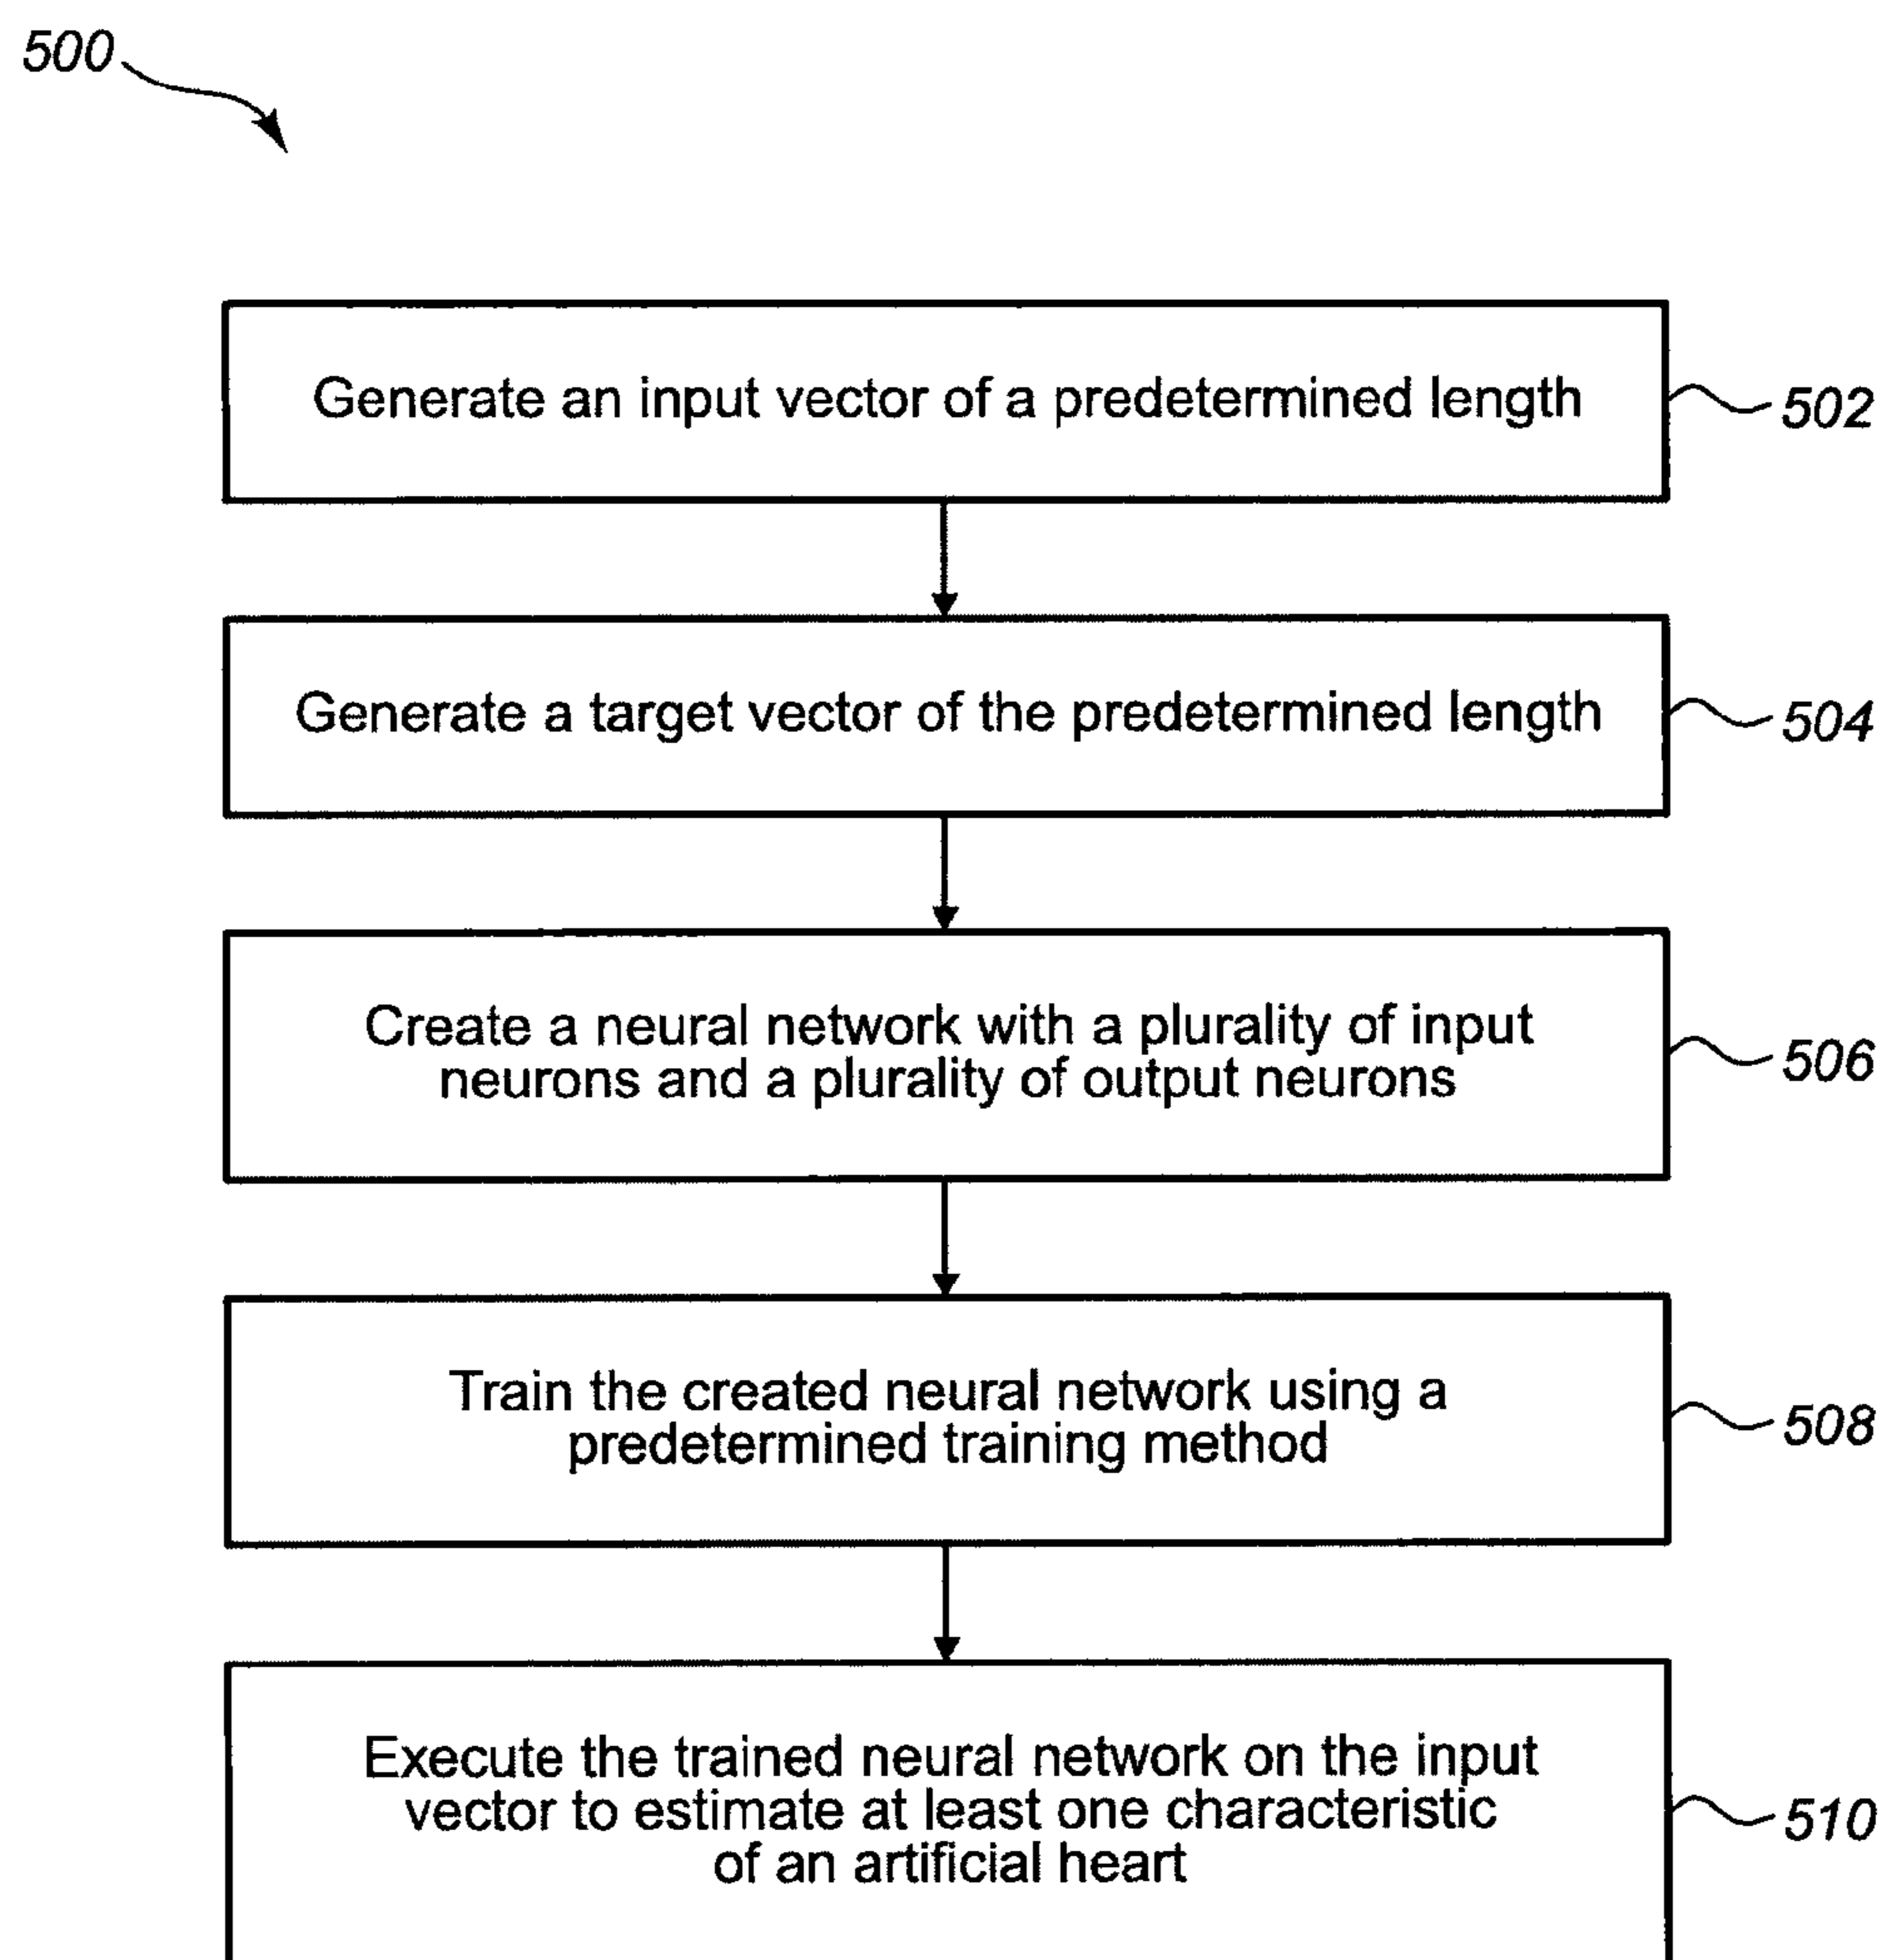 500
Generate an input vector of a predetermined length
502
Generate a target vector of the predetermined length
504
Create a neural network with a plurality of input
neurons and a plurality of output neurons
506
Train the created neural network using a
predetermined training method
508
Execute the trained neural network on the input
vector to estimate at least one characteristic
of an artificial heart
510